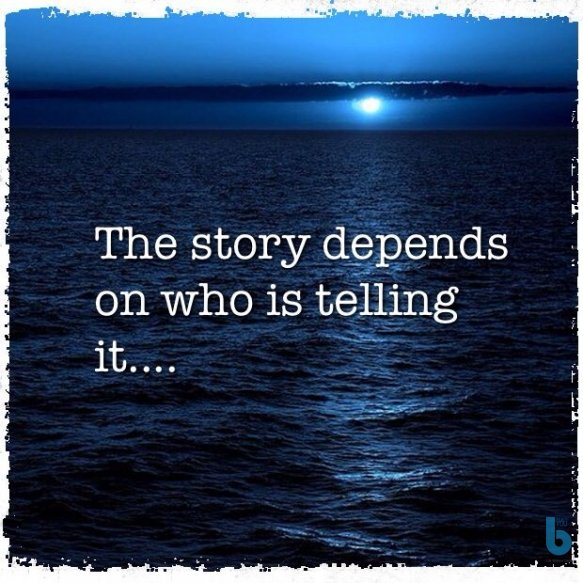 The story depends
on who is telling
it....
b